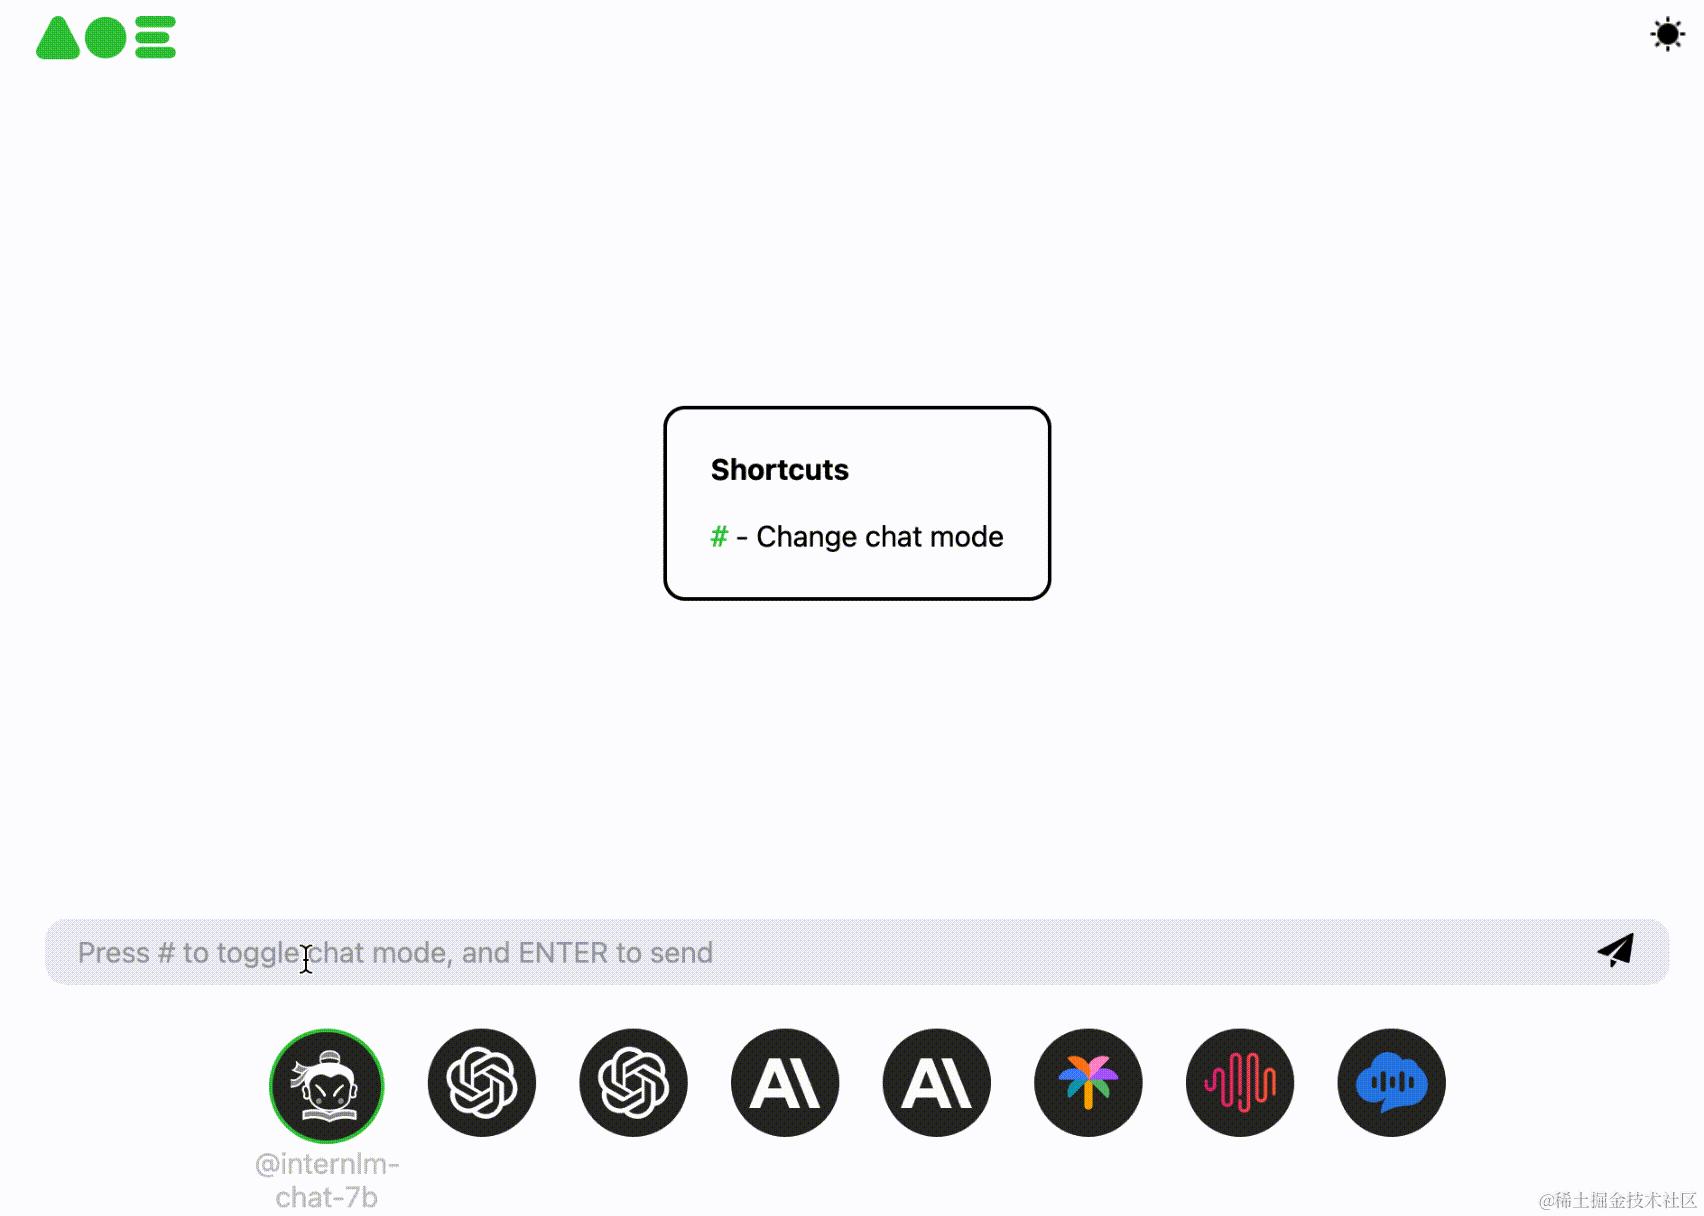 Shortcuts
# - Change chat mode
Press # to toggle chat mode, and ENTER to send
@internlm-
chat-7b
@稀土掘金技术社区